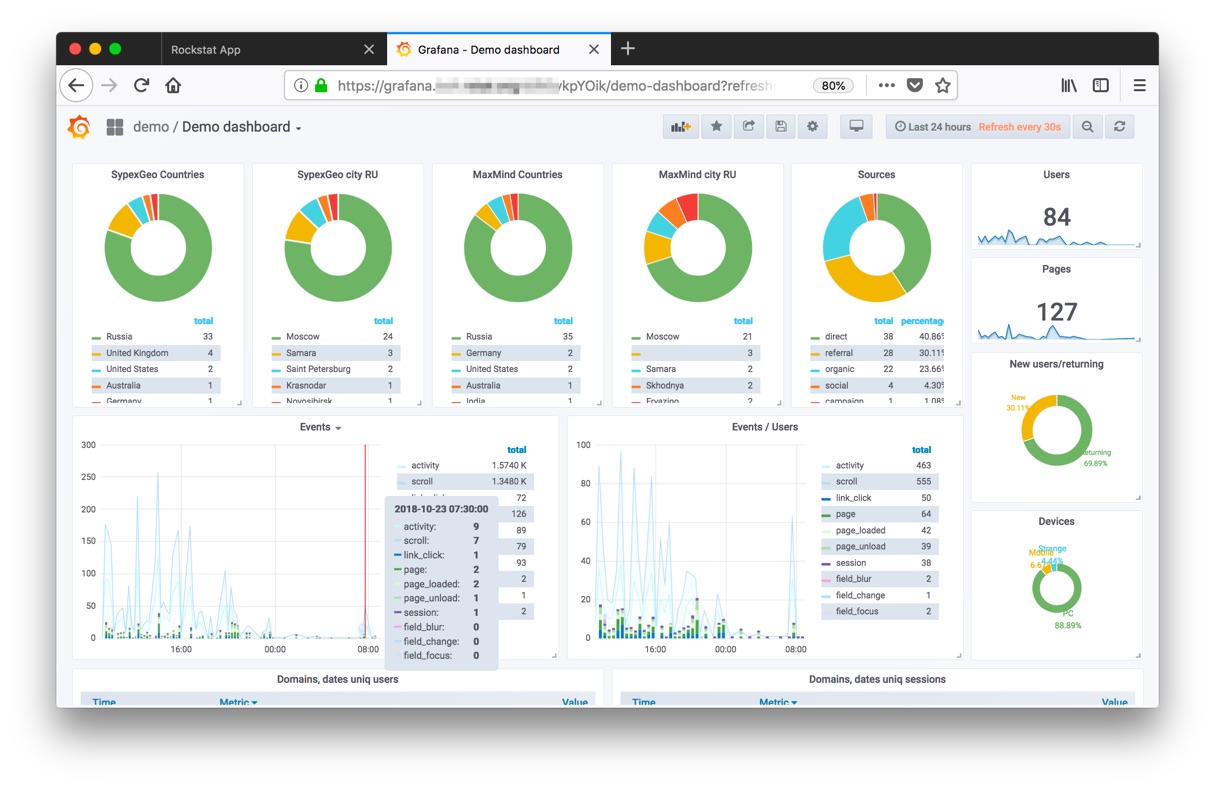 Rockstat App
Grafana - Demo dashboard
https://grafana. kpYOik/demo-dashboard?refresh
80%
demo / Demo dashboard
Last 24 hours Refresh every 30s
SypexGeo Countries
total
Russia 33
United Kingdom 4
United States 2
Australia 1
Germany 1
SypexGeo city RU
total
Moscow 24
Samara 3
Saint Petersburg 2
Krasnodar 1
Novosibirsk 1
MaxMind Countries
total
Russia 35
Germany 2
United States 2
Australia 1
India 1
MaxMind city RU
total
Moscow 21
3
Samara 2
Skhodnya 2
Fryazino 2
Sources
total percentage
direct 38 40.86%
referral 28 30.11%
organic 22 23.66%
social 4 4.30%
campaign 1 1.08%
Users
84
Pages
127
New users/returning
New
30.11%
returning
69.89%
Events
300
250
200
150
100
50
0
16:00 00:00 08:00
total
activity 1.5740 K
scroll 1.3480 K
link_click 72
126
89
79
93
2
1
2
2018-10-23 07:30:00
activity: 9
scroll: 7
link_click: 1
page: 2
page_loaded: 2
page_unload: 1
session: 1
field_blur: 0
field_change: 0
field_focus: 0
Events / Users
100
80
60
40
20
0
16:00 00:00 08:00
total
activity 463
scroll 555
link_click 50
page 64
page_loaded 42
page_unload 39
session 38
field_blur 2
field_change 1
field_focus 2
Devices
Strange
4.44%
Mobile
6.67%
PC
88.89%
Domains, dates uniq users
Time Metric Value
Domains, dates uniq sessions
Time Metric Value